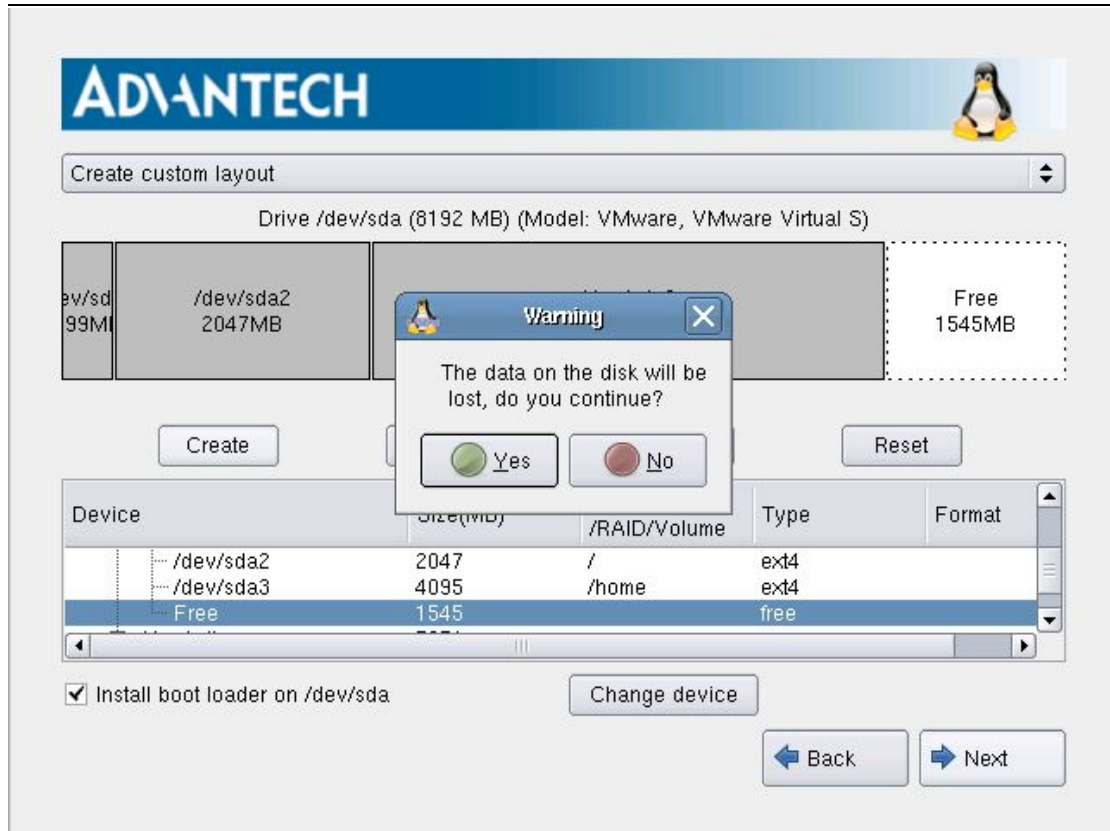 ADVANTECH
Create custom layout
Drive /dev/sda (8192 MB) (Model: VMware, VMware Virtual S)
/dev/sda2
2047MB
Free
1545MB
Warning
The data on the disk will be
lost, do you continue?
Yes No
Create Reset
Device Size(MB) /RAID/Volume Type Format
/dev/sda2 2047 / ext4
/dev/sda3 4095 /home ext4
Free 1545 free
Install boot loader on /dev/sda Change device
Back Next